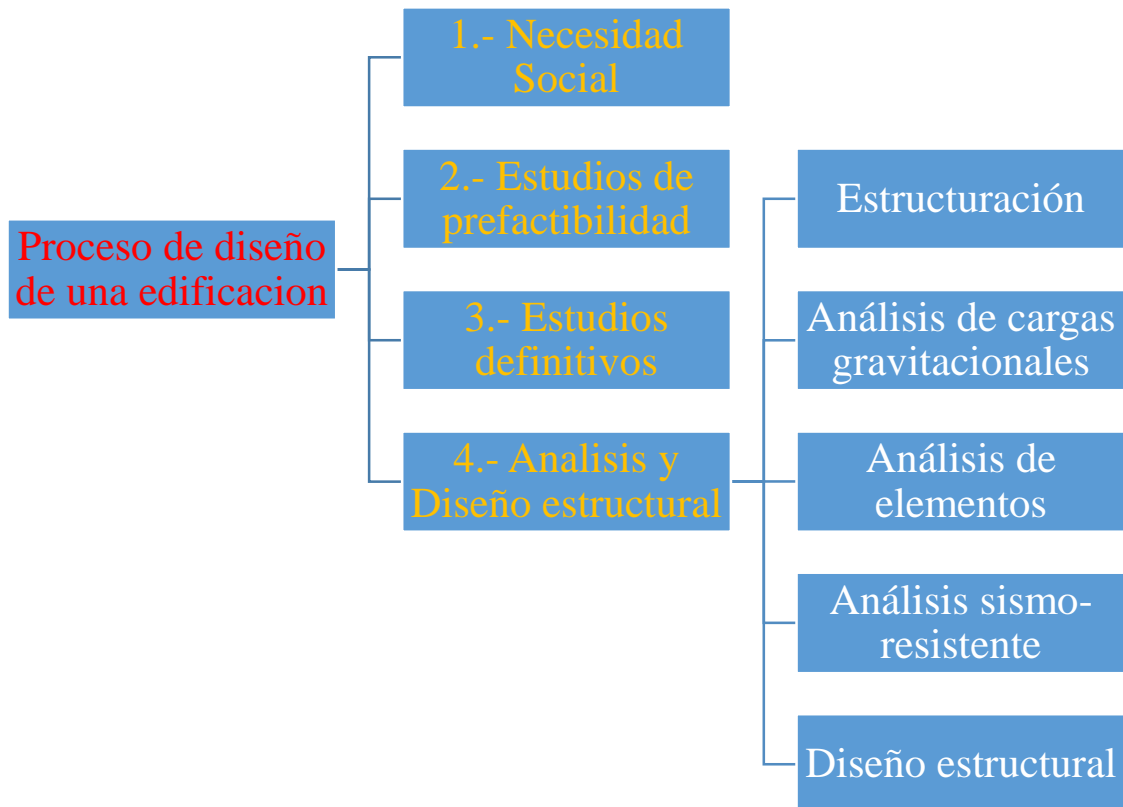 Proceso de diseño
de una edificacion
1.- Necesidad
Social
2.- Estudios de
prefactibilidad
3.- Estudios
definitivos
4.- Analisis y
Diseño estructural
Estructuración
Análisis de cargas
gravitacionales
Análisis de
elementos
Análisis sismo-
resistente
Diseño estructural